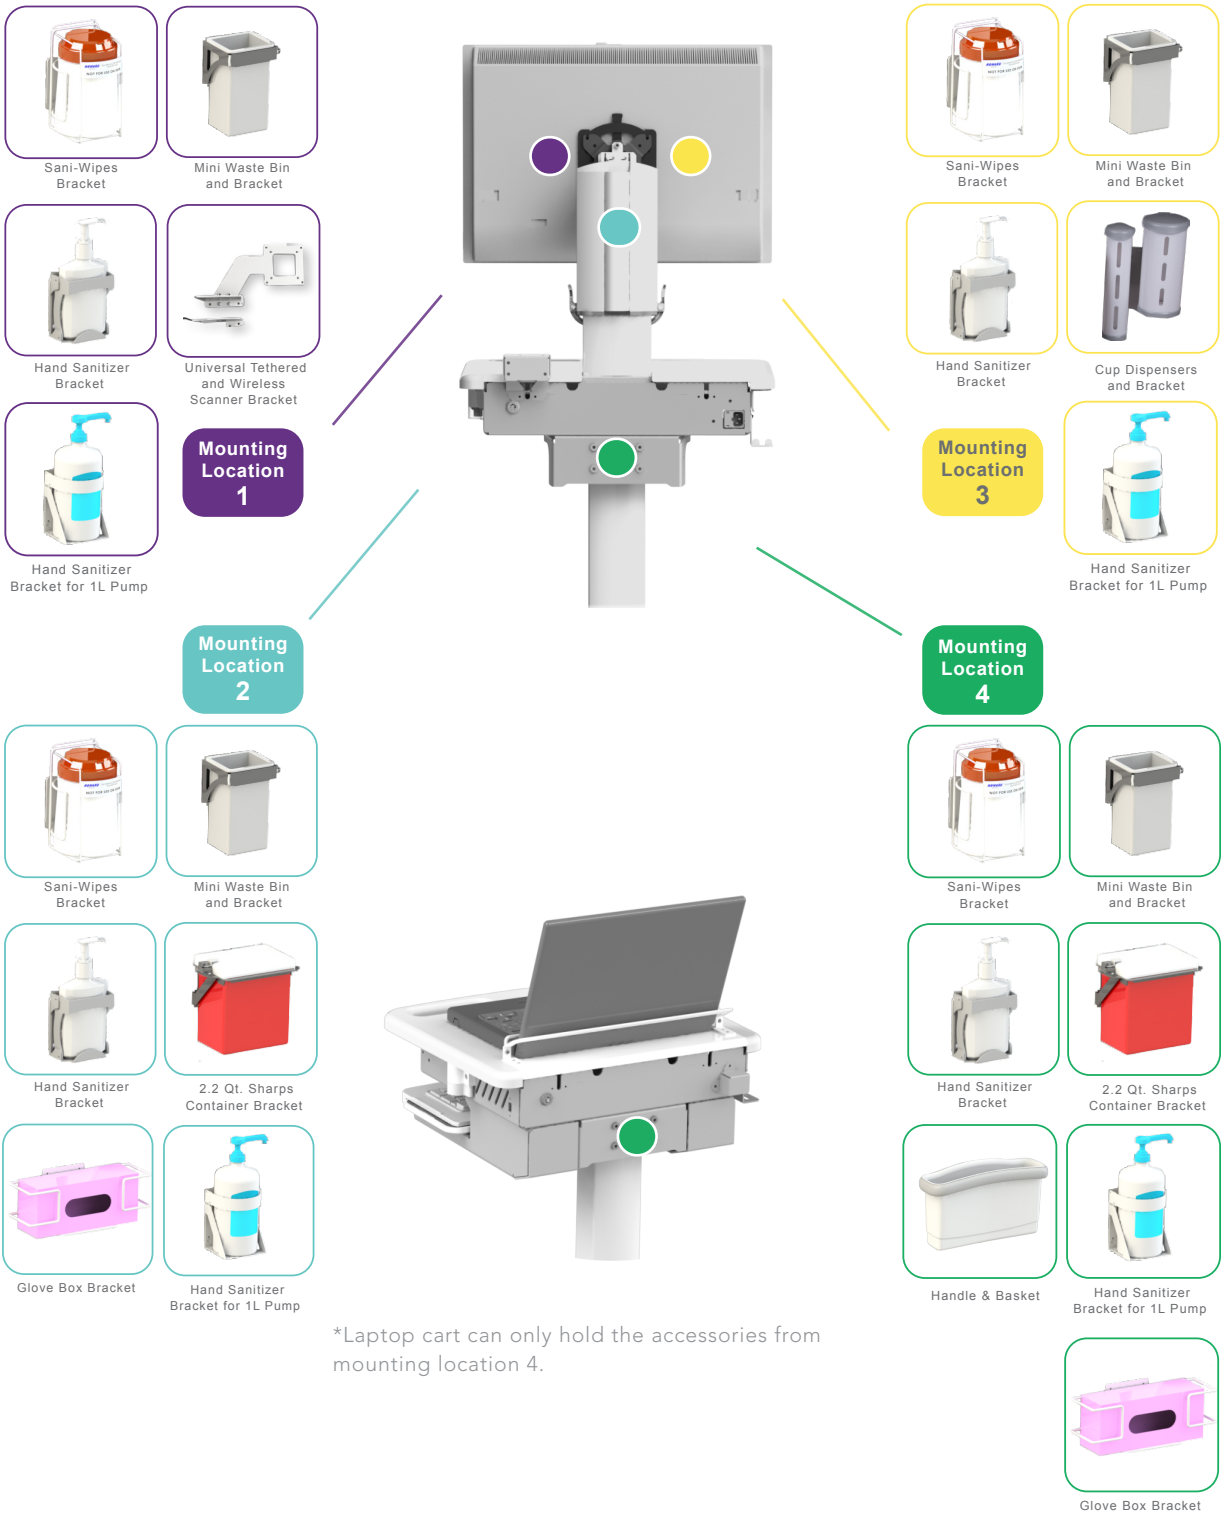 Sani-Wipes
Bracket
Mini Waste Bin
and Bracket
Hand Sanitizer
Bracket
Universal Tethered
and Wireless
Scanner Bracket
Hand Sanitizer
Bracket for 1L Pump
Mounting
Location
1
Sani-Wipes
Bracket
Mini Waste Bin
and Bracket
Hand Sanitizer
Bracket
Cup Dispensers
and Bracket
Mounting
Location
3
Hand Sanitizer
Bracket for 1L Pump
Mounting
Location
2
Sani-Wipes
Bracket
Mini Waste Bin
and Bracket
Hand Sanitizer
Bracket
2.2 Qt. Sharps
Container Bracket
Glove Box Bracket
Hand Sanitizer
Bracket for 1L Pump
Mounting
Location
4
Sani-Wipes
Bracket
Mini Waste Bin
and Bracket
Hand Sanitizer
Bracket
2.2 Qt. Sharps
Container Bracket
Handle & Basket
Hand Sanitizer
Bracket for 1L Pump
Glove Box Bracket
*Laptop cart can only hold the accessories from
mounting location 4.